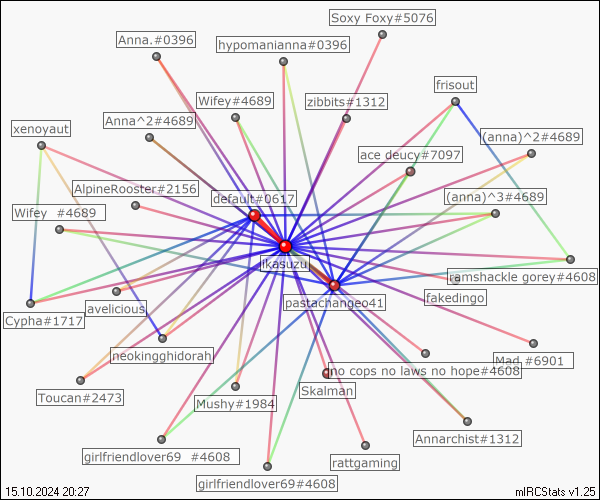 Soxy Foxy#5076
Anna.#0396
hypomanianna#0396
frisout
Wifey#4689
zibbits#1312
Anna^2#4689
xenoyaut
(anna)^2#4689
ace deucy#7097
AlpineRooster#2156
default#0617
(anna)^3#4689
Wifey #4689
ikasuzu
ramshackle gorey#4608
pastachangeo41
fakedingo
avelicious
Cypha#1717
neokingghidorah
Mad #6901
no cops no laws no hope#4608
Skalman
Toucan#2473
Mushy#1984
Annarchist#1312
girlfriendlover69 #4608
rattgaming
girlfriendlover69#4608
15.10.2024 20:27
mIRCStats v1.25